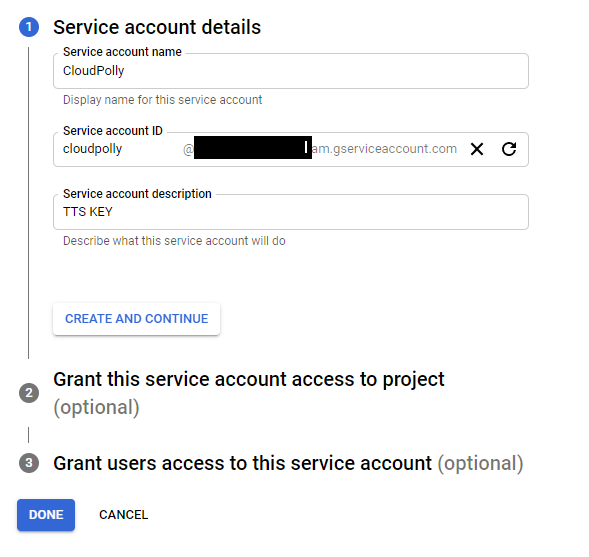 1 Service account details
Service account name
CloudPolly
Display name for this service account
Service account ID
cloudpolly @ am.gserviceaccount.com
Service account description
TTS KEY
Describe what this service account will do
CREATE AND CONTINUE
2 Grant this service account access to project
(optional)
3 Grant users access to this service account (optional)
DONE CANCEL